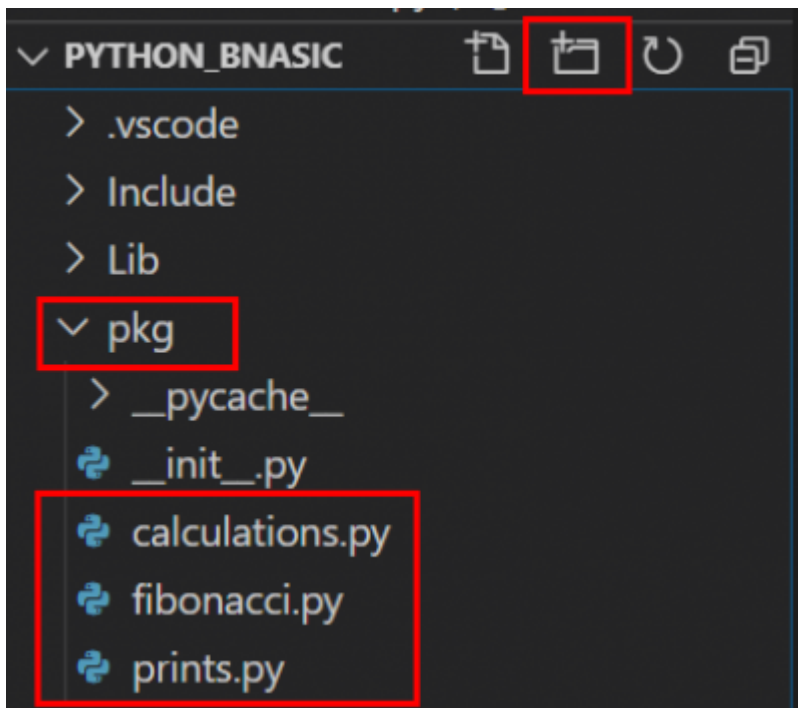 PYTHON_BNASIC
.vscode
Include
Lib
pkg
__pycache__
__init__.py
calculations.py
fibonacci.py
prints.py